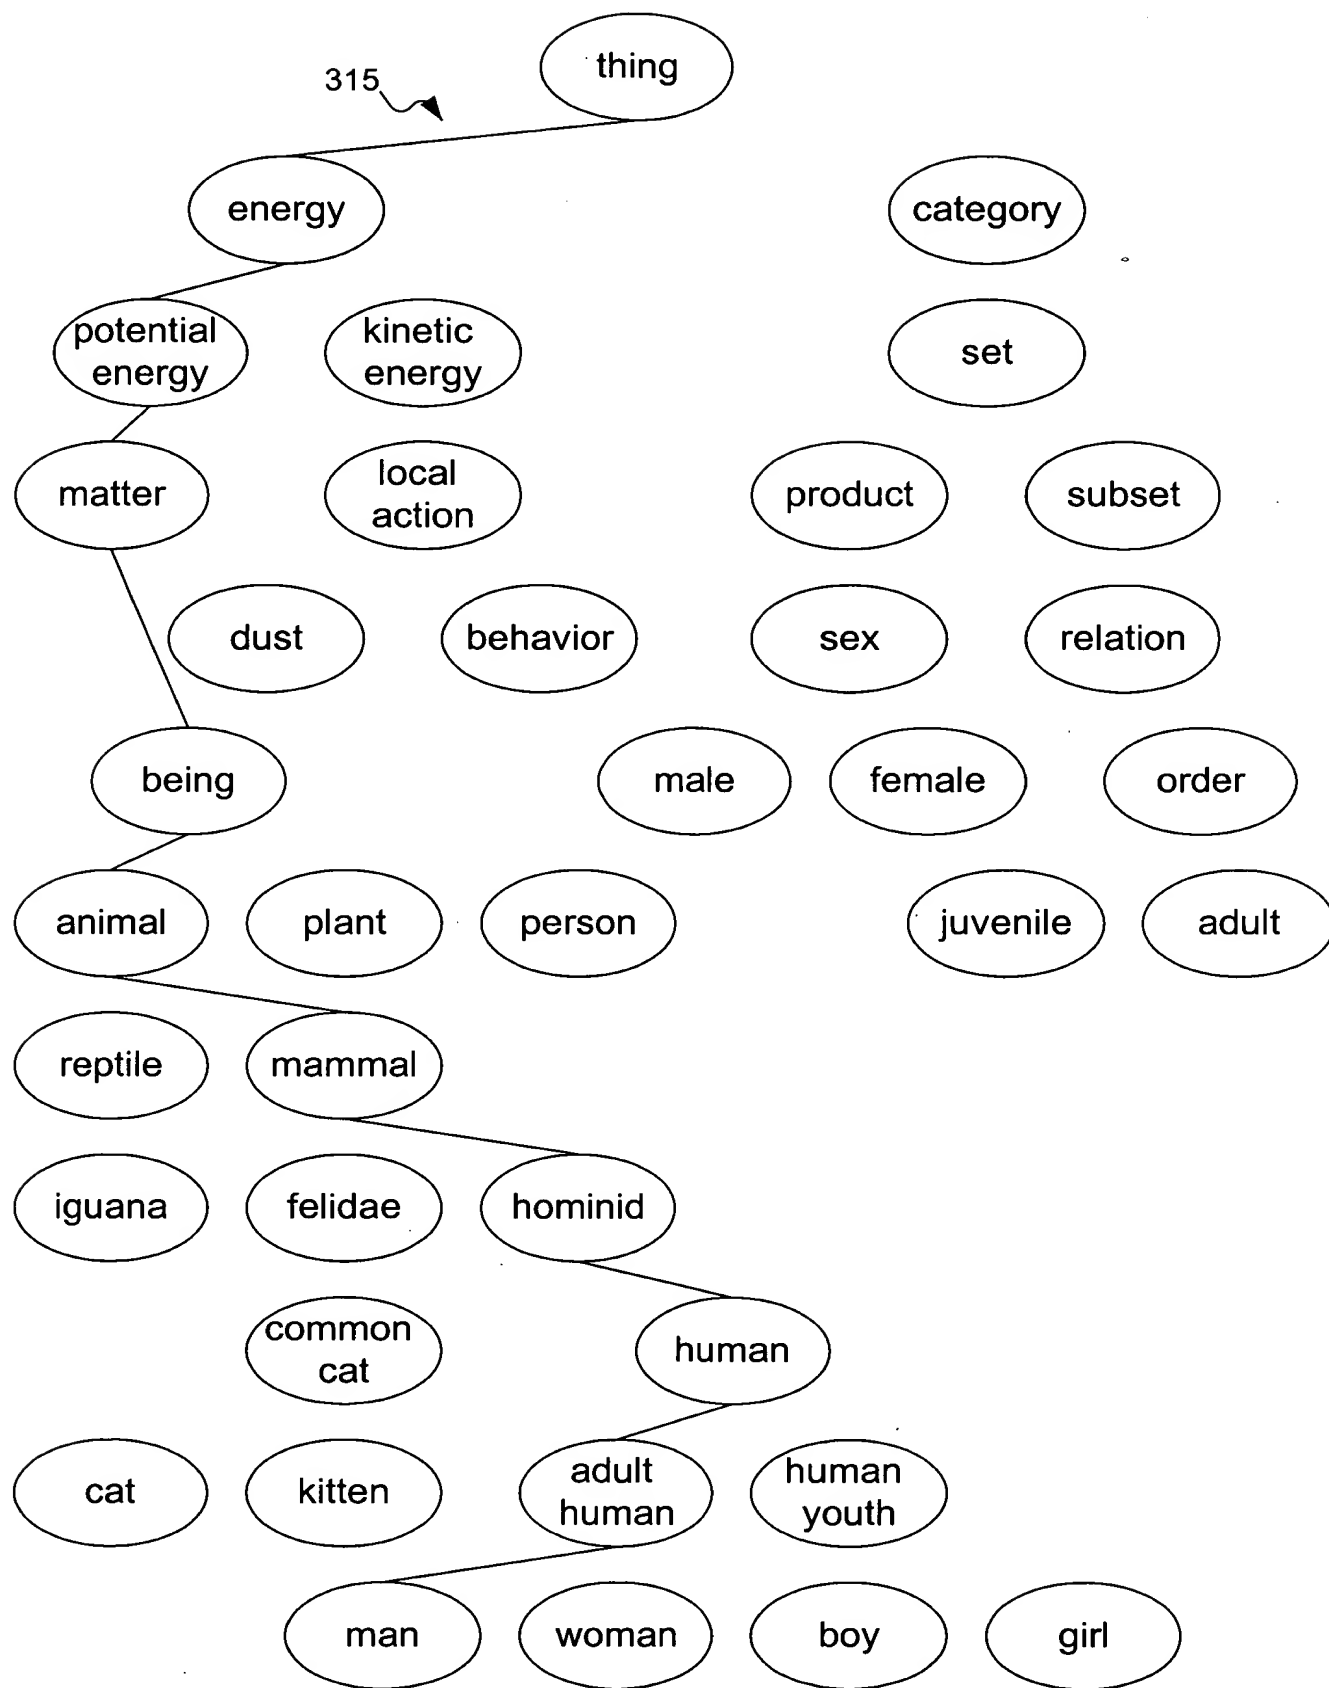 thing
315
energy
category
potential
energy
kinetic
energy
set
matter
local
action
product
subset
dust
behavior
sex
relation
being
male
female
order
animal
plant
person
juvenile
adult
reptile
mammal
iguana
felidae
hominid
common
cat
human
cat
kitten
adult
human
human
youth
man
woman
boy
girl